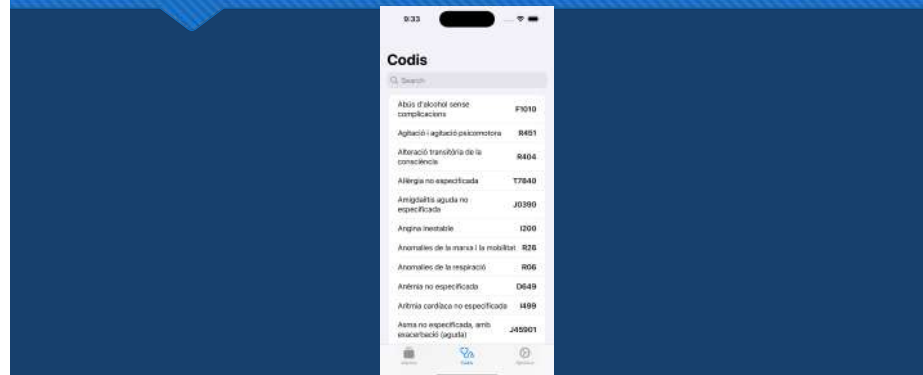 9:33
Codis
Search
Abús d'alcohol sense
complicacions
F1010
Agitació i agitació psicomotora R451
Alteració transitòria de la
consciència
R404
Al·lèrgia no especificada T7840
Amigdalitis aguda no
especificada
J0390
Angina inestable I200
Anomalies de la marxa i la mobilitat R26
Anomalies de la respiració R06
Anèmia no especificada D649
Arítmia cardíaca no especificada I499
Asma no especificada, amb
exacerbació (aguda)
J45901
Codis